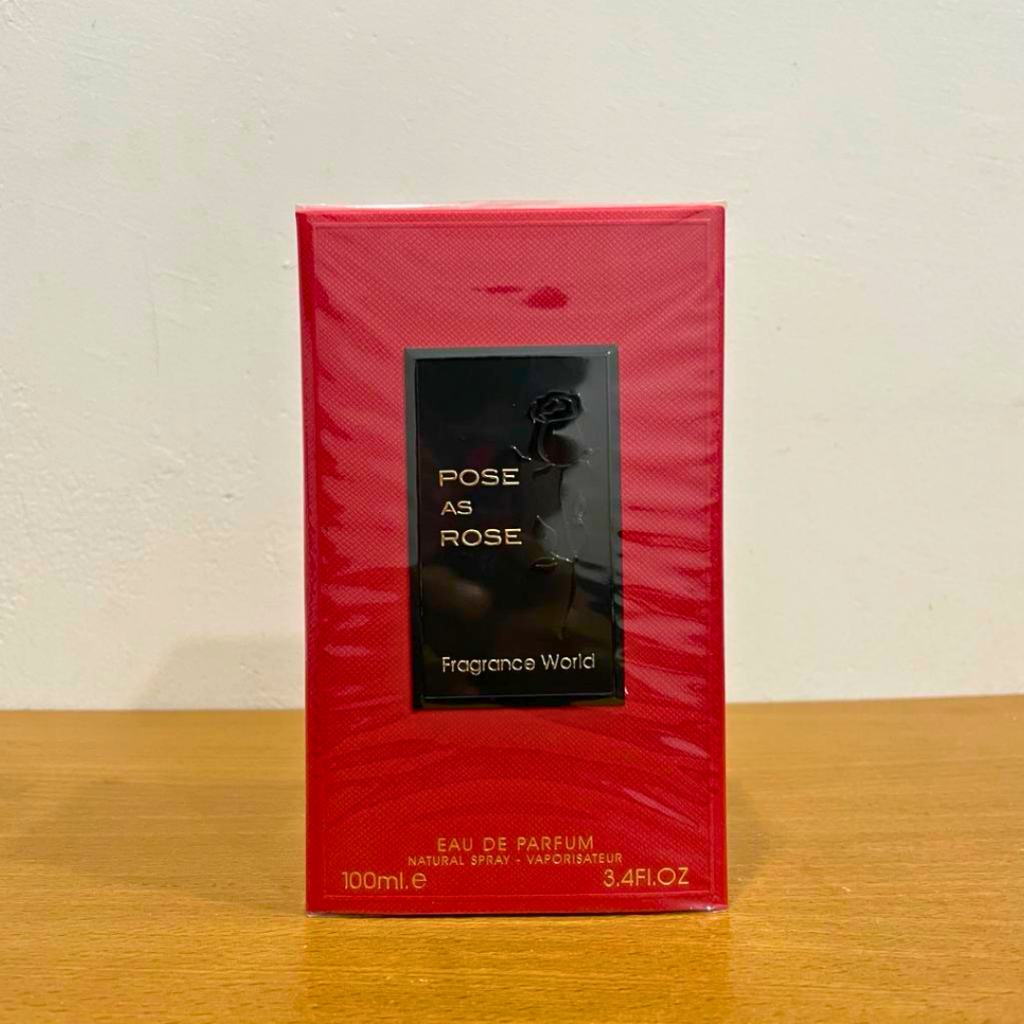 POSE
AS
ROSE
Fragrance World
EAU DE PARFUM
NATURAL SPRAY - VAPORISATEUR
100ml.e 3.4Fl.OZ